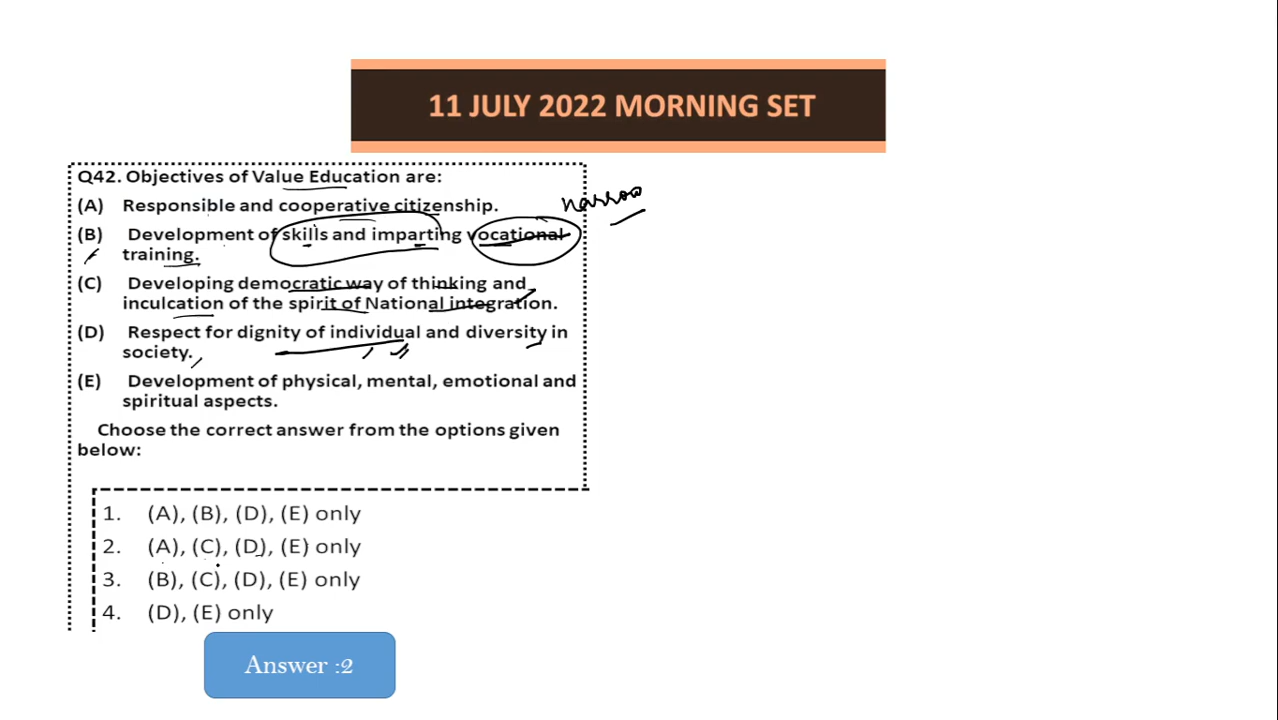 11 JULY 2022 MORNING SET
Q42. Objectives of Value Education are:
(A) Responsible and cooperative citizenship.
narrow
(B) Development of skills and imparting vocational
training.
(C) Developing democratic way of thinking and
inculcation of the spirit of National integration.
(D) Respect for dignity of individual and diversity in
society.
(E) Development of physical, mental, emotional and
spiritual aspects.
Choose the correct answer from the options given
below:
1. (A), (B), (D), (E) only
2. (A), (C), (D), (E) only
3. (B), (C), (D), (E) only
4. (D), (E) only
Answer :2